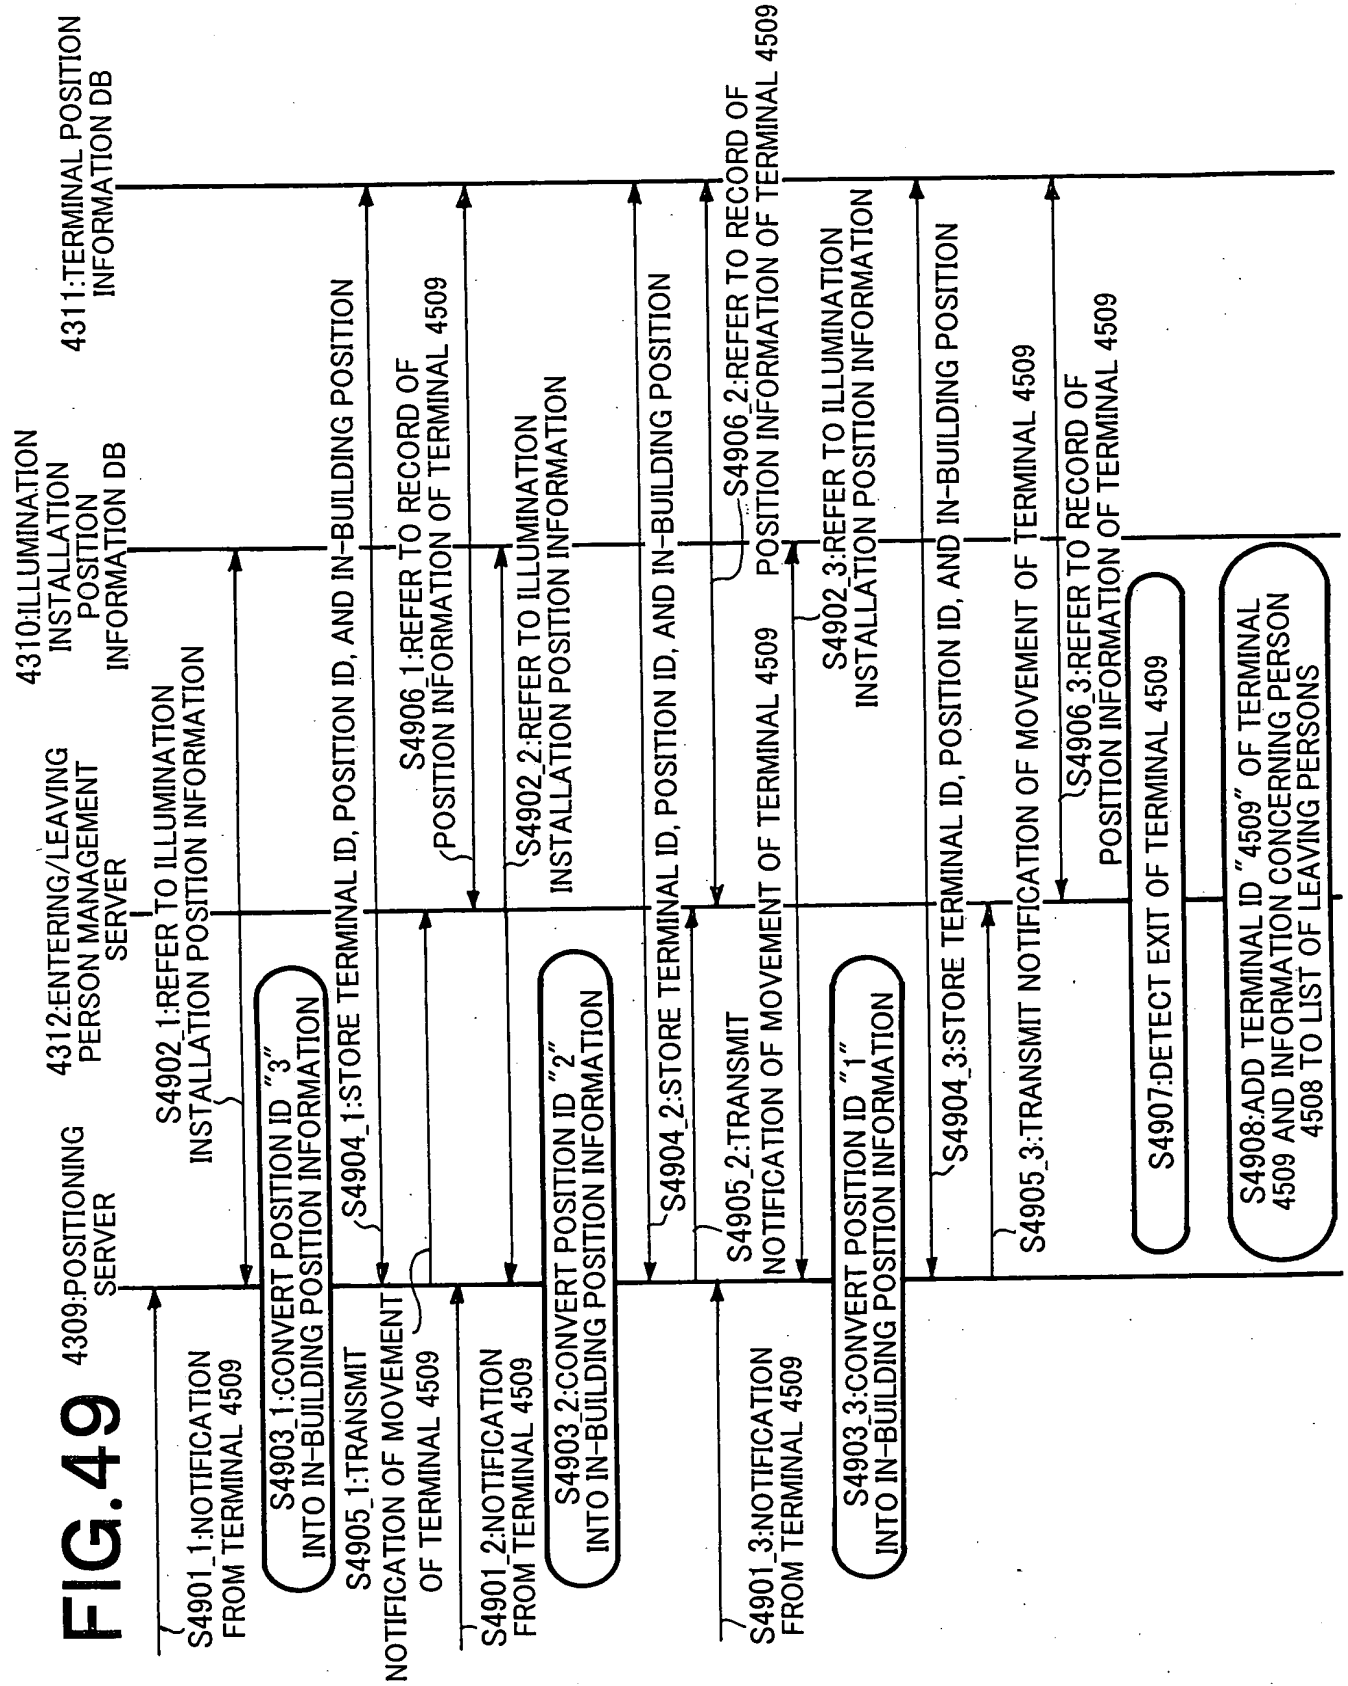 FIG.49
4309:POSITIONING
SERVER
4312:ENTERING/LEAVING
PERSON MANAGEMENT
SERVER
4310:ILLUMINATION
INSTALLATION
POSITION
INFORMATION DB
4311:TERMINAL POSITION
INFORMATION DB
S4901_1:NOTIFICATION
FROM TERMINAL 4509
S4902_1:REFER TO ILLUMINATION
INSTALLATION POSITION INFORMATION
S4903_1:CONVERT POSITION ID "3"
INTO IN-BUILDING POSITION INFORMATION
S4904_1:STORE TERMINAL ID, POSITION ID, AND IN-BUILDING POSITION
S4905_1:TRANSMIT
NOTIFICATION OF MOVEMENT
OF TERMINAL 4509
S4906_1:REFER TO RECORD OF
POSITION INFORMATION OF TERMINAL 4509
S4901_2:NOTIFICATION
FROM TERMINAL 4509
S4902_2:REFER TO ILLUMINATION
INSTALLATION POSITION INFORMATION
S4903_2:CONVERT POSITION ID "2"
INTO IN-BUILDING POSITION INFORMATION
S4904_2:STORE TERMINAL ID, POSITION ID, AND IN-BUILDING POSITION
S4905_2:TRANSMIT
NOTIFICATION OF MOVEMENT OF TERMINAL 4509
S4906_2:REFER TO RECORD OF
POSITION INFORMATION OF TERMINAL 4509
S4901_3:NOTIFICATION
FROM TERMINAL 4509
S4902_3:REFER TO ILLUMINATION
INSTALLATION POSITION INFORMATION
S4903_3:CONVERT POSITION ID "1"
INTO IN-BUILDING POSITION INFORMATION
S4904_3:STORE TERMINAL ID, POSITION ID, AND IN-BUILDING POSITION
S4905_3:TRANSMIT NOTIFICATION OF MOVEMENT OF TERMINAL 4509
S4906_3:REFER TO RECORD OF
POSITION INFORMATION OF TERMINAL 4509
S4907:DETECT EXIT OF TERMINAL 4509
S4908:ADD TERMINAL ID "4509" OF TERMINAL
4509 AND INFORMATION CONCERNING PERSON
4508 TO LIST OF LEAVING PERSONS